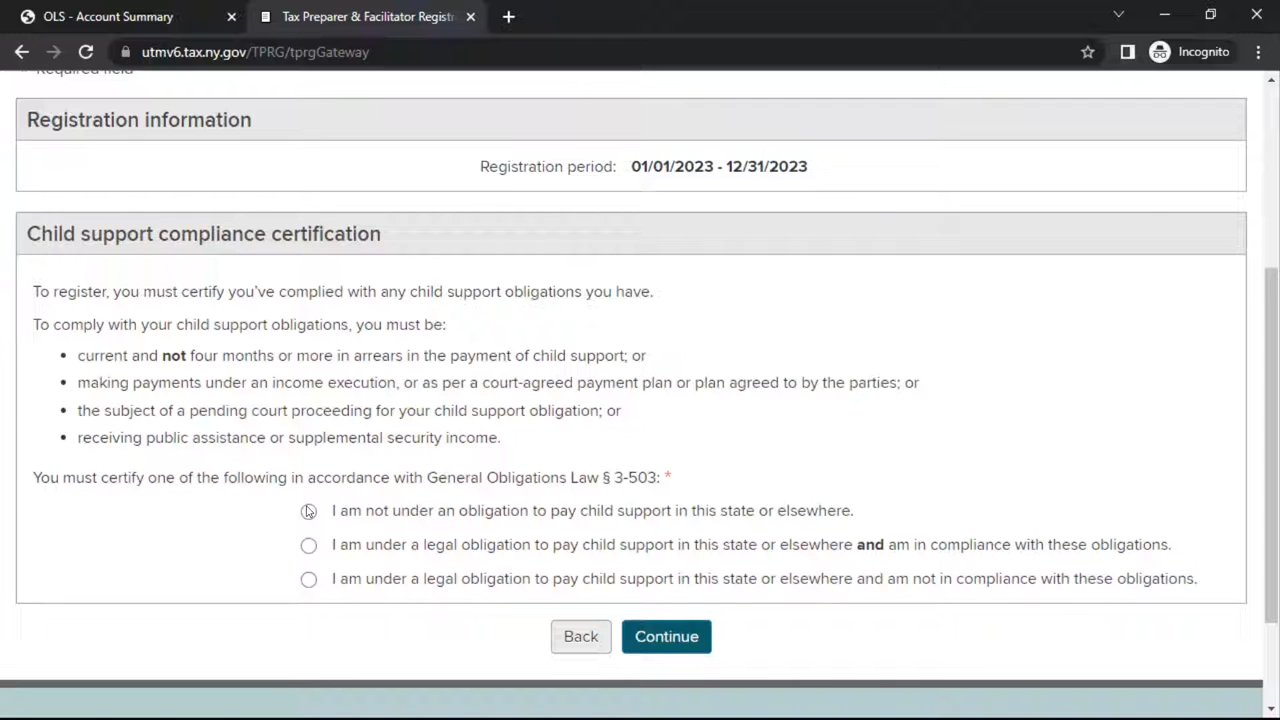 OLS - Account Summary
Tax Preparer & Facilitator Registr
utmv6.tax.ny.gov/TPRG/tprgGateway
Incognito
Required field
Registration information
Registration period: 01/01/2023 - 12/31/2023
Child support compliance certification
To register, you must certify you've complied with any child support obligations you have.
To comply with your child support obligations, you must be:
• current and not four months or more in arrears in the payment of child support; or
• making payments under an income execution, or as per a court-agreed payment plan or plan agreed to by the parties; or
• the subject of a pending court proceeding for your child support obligation; or
• receiving public assistance or supplemental security income.
You must certify one of the following in accordance with General Obligations Law § 3-503: *
I am not under an obligation to pay child support in this state or elsewhere.
I am under a legal obligation to pay child support in this state or elsewhere and am in compliance with these obligations.
I am under a legal obligation to pay child support in this state or elsewhere and am not in compliance with these obligations.
Back
Continue